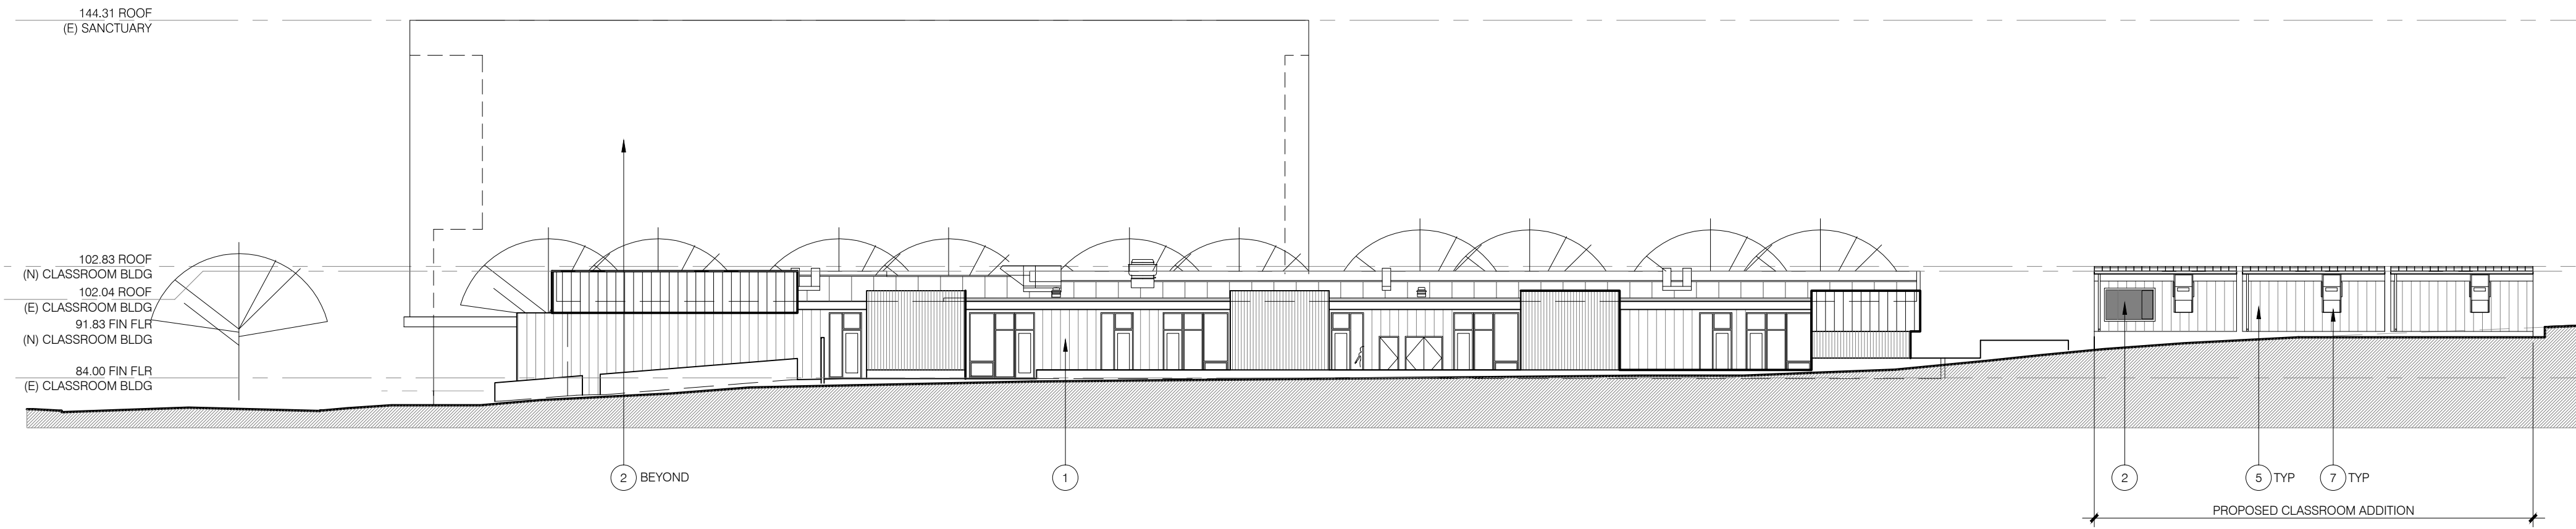 144.31 ROOF
(E) SANCTUARY
102.83 ROOF
(N) CLASSROOM BLDG
102.04 ROOF
(E) CLASSROOM BLDG
91.83 FIN FLR
(N) CLASSROOM BLDG
84.00 FIN FLR
(E) CLASSROOM BLDG
2 BEYOND
1
2
5 TYP
7 TYP
PROPOSED CLASSROOM ADDITION